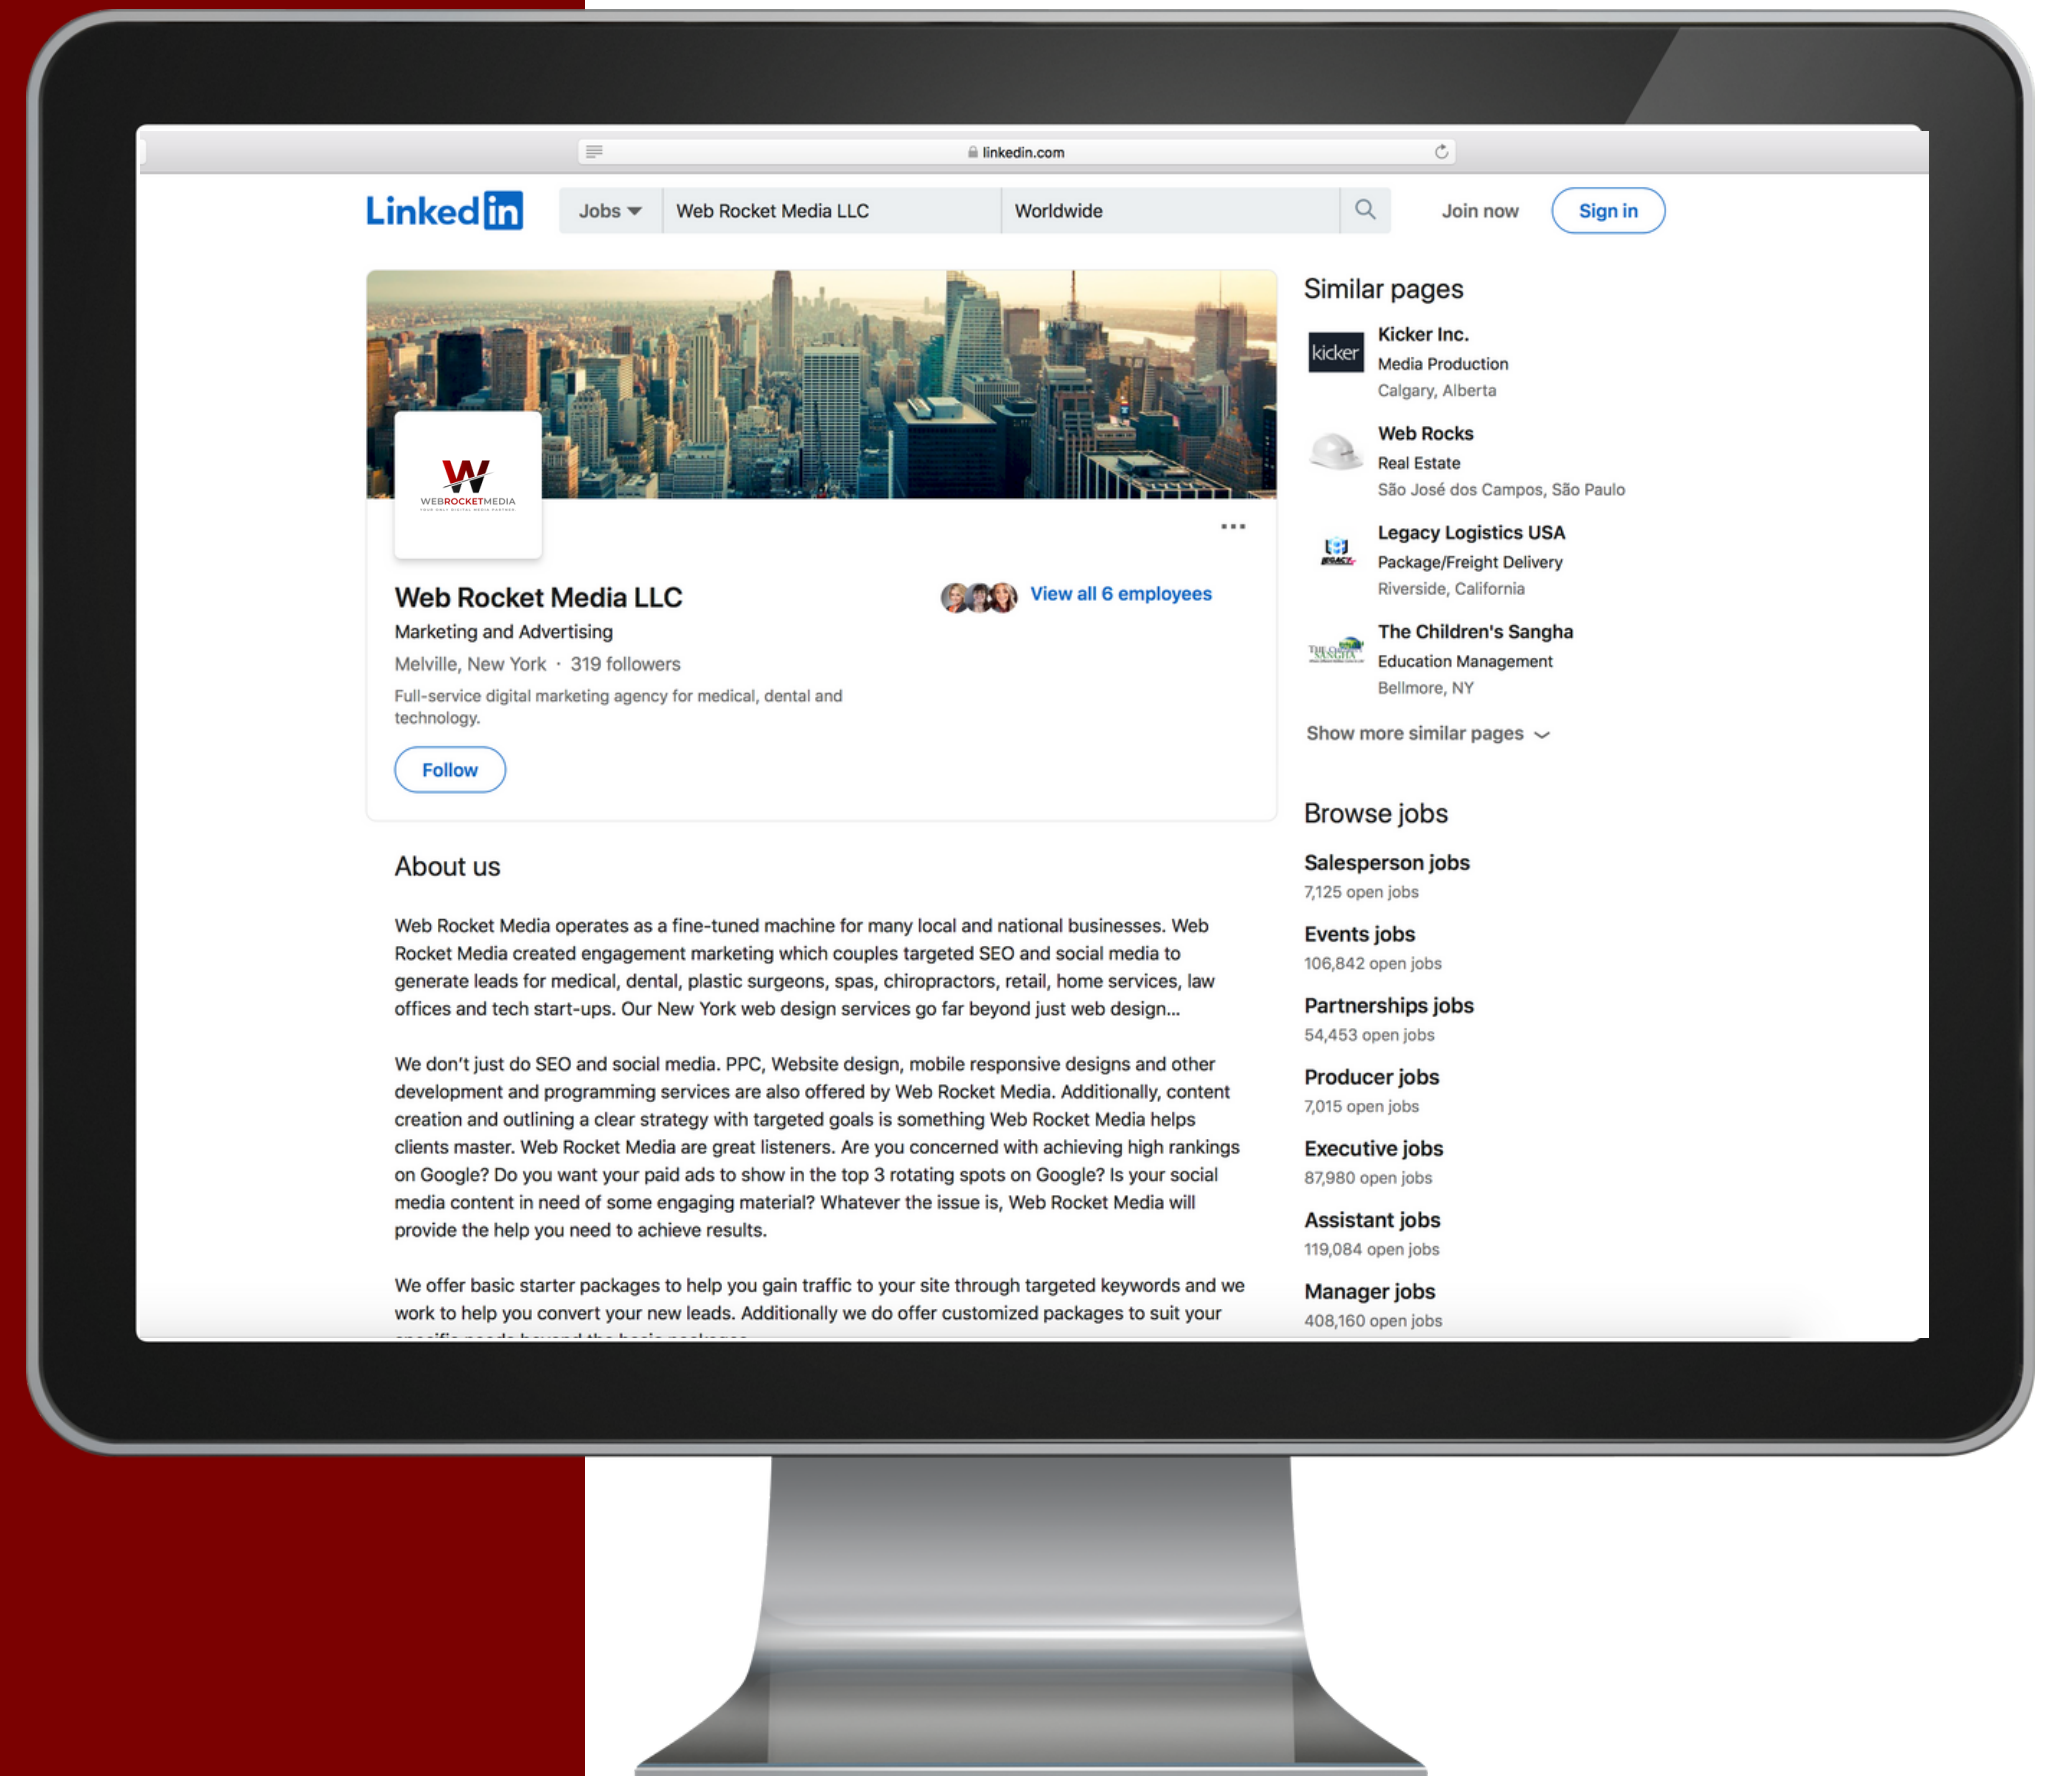 linkedin.com
Linked in
Jobs
Web Rocket Media LLC
Worldwide
Join now
Sign in
WEBROCKETMEDIA
YOUR ONLY DIGITAL MEDIA PARTNER.
Web Rocket Media LLC
View all 6 employees
Marketing and Advertising
Melville, New York · 319 followers
Full-service digital marketing agency for medical, dental and
technology.
Follow
About us
Web Rocket Media operates as a fine-tuned machine for many local and national businesses. Web
Rocket Media created engagement marketing which couples targeted SEO and social media to
generate leads for medical, dental, plastic surgeons, spas, chiropractors, retail, home services, law
offices and tech start-ups. Our New York web design services go far beyond just web design...
We don't just do SEO and social media. PPC, Website design, mobile responsive designs and other
development and programming services are also offered by Web Rocket Media. Additionally, content
creation and outlining a clear strategy with targeted goals is something Web Rocket Media helps
clients master. Web Rocket Media are great listeners. Are you concerned with achieving high rankings
on Google? Do you want your paid ads to show in the top 3 rotating spots on Google? Is your social
media content in need of some engaging material? Whatever the issue is, Web Rocket Media will
provide the help you need to achieve results.
We offer basic starter packages to help you gain traffic to your site through targeted keywords and we
work to help you convert your new leads. Additionally we do offer customized packages to suit your
Similar pages
kicker
Kicker Inc.
Media Production
Calgary, Alberta
Web Rocks
Real Estate
São José dos Campos, São Paulo
LEGACY
Legacy Logistics USA
Package/Freight Delivery
Riverside, California
THE CHILDREN'S
SANGHA
The Children's Sangha
Education Management
Bellmore, NY
Show more similar pages
Browse jobs
Salesperson jobs
7,125 open jobs
Events jobs
106,842 open jobs
Partnerships jobs
54,453 open jobs
Producer jobs
7,015 open jobs
Executive jobs
87,980 open jobs
Assistant jobs
119,084 open jobs
Manager jobs
408,160 open jobs